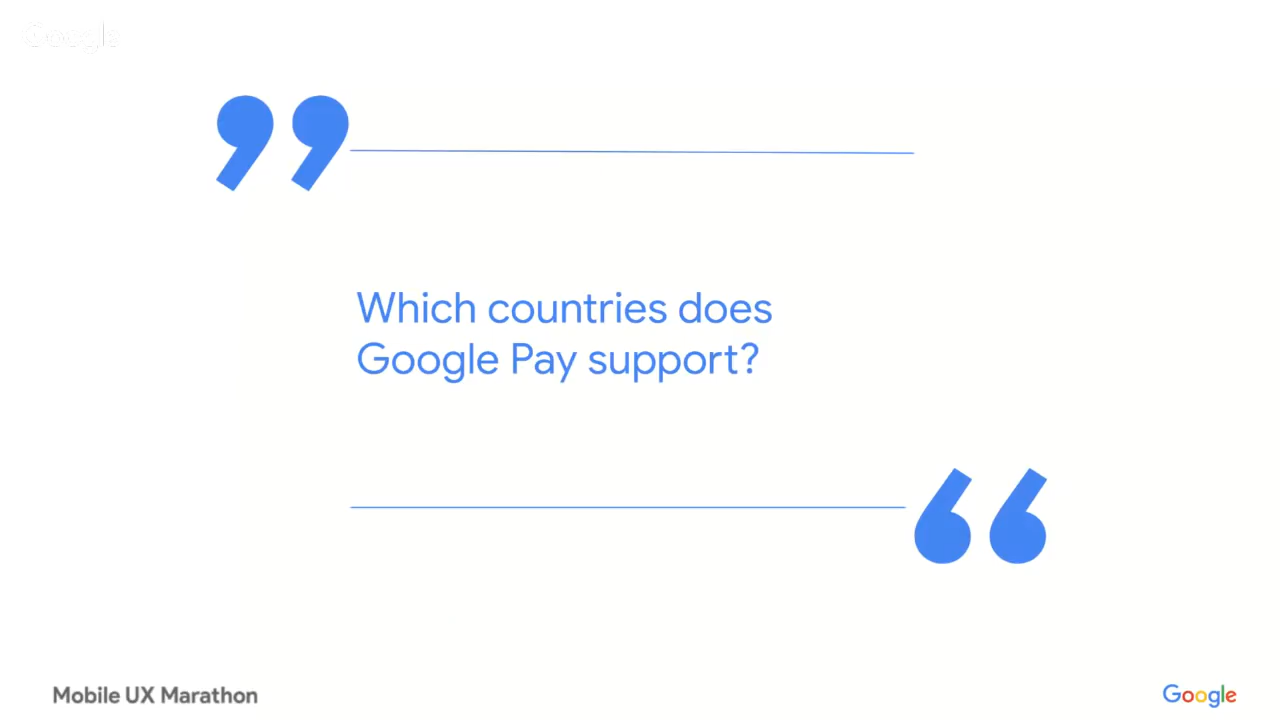 Google
Which countries does
Google Pay support?
Mobile UX Marathon
Google